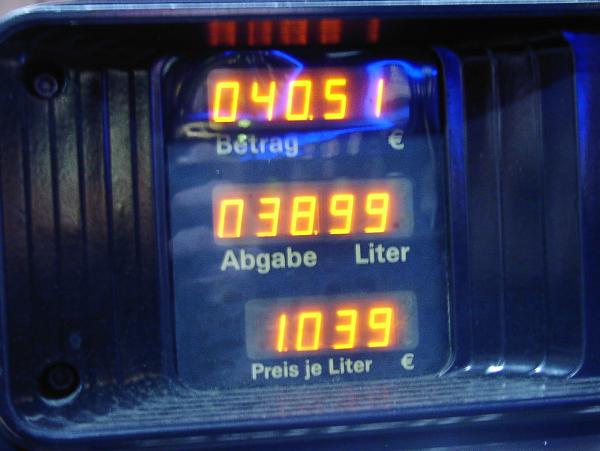 040.51
Betrag €
038.99
Abgabe Liter
1.039
Preis je Liter €